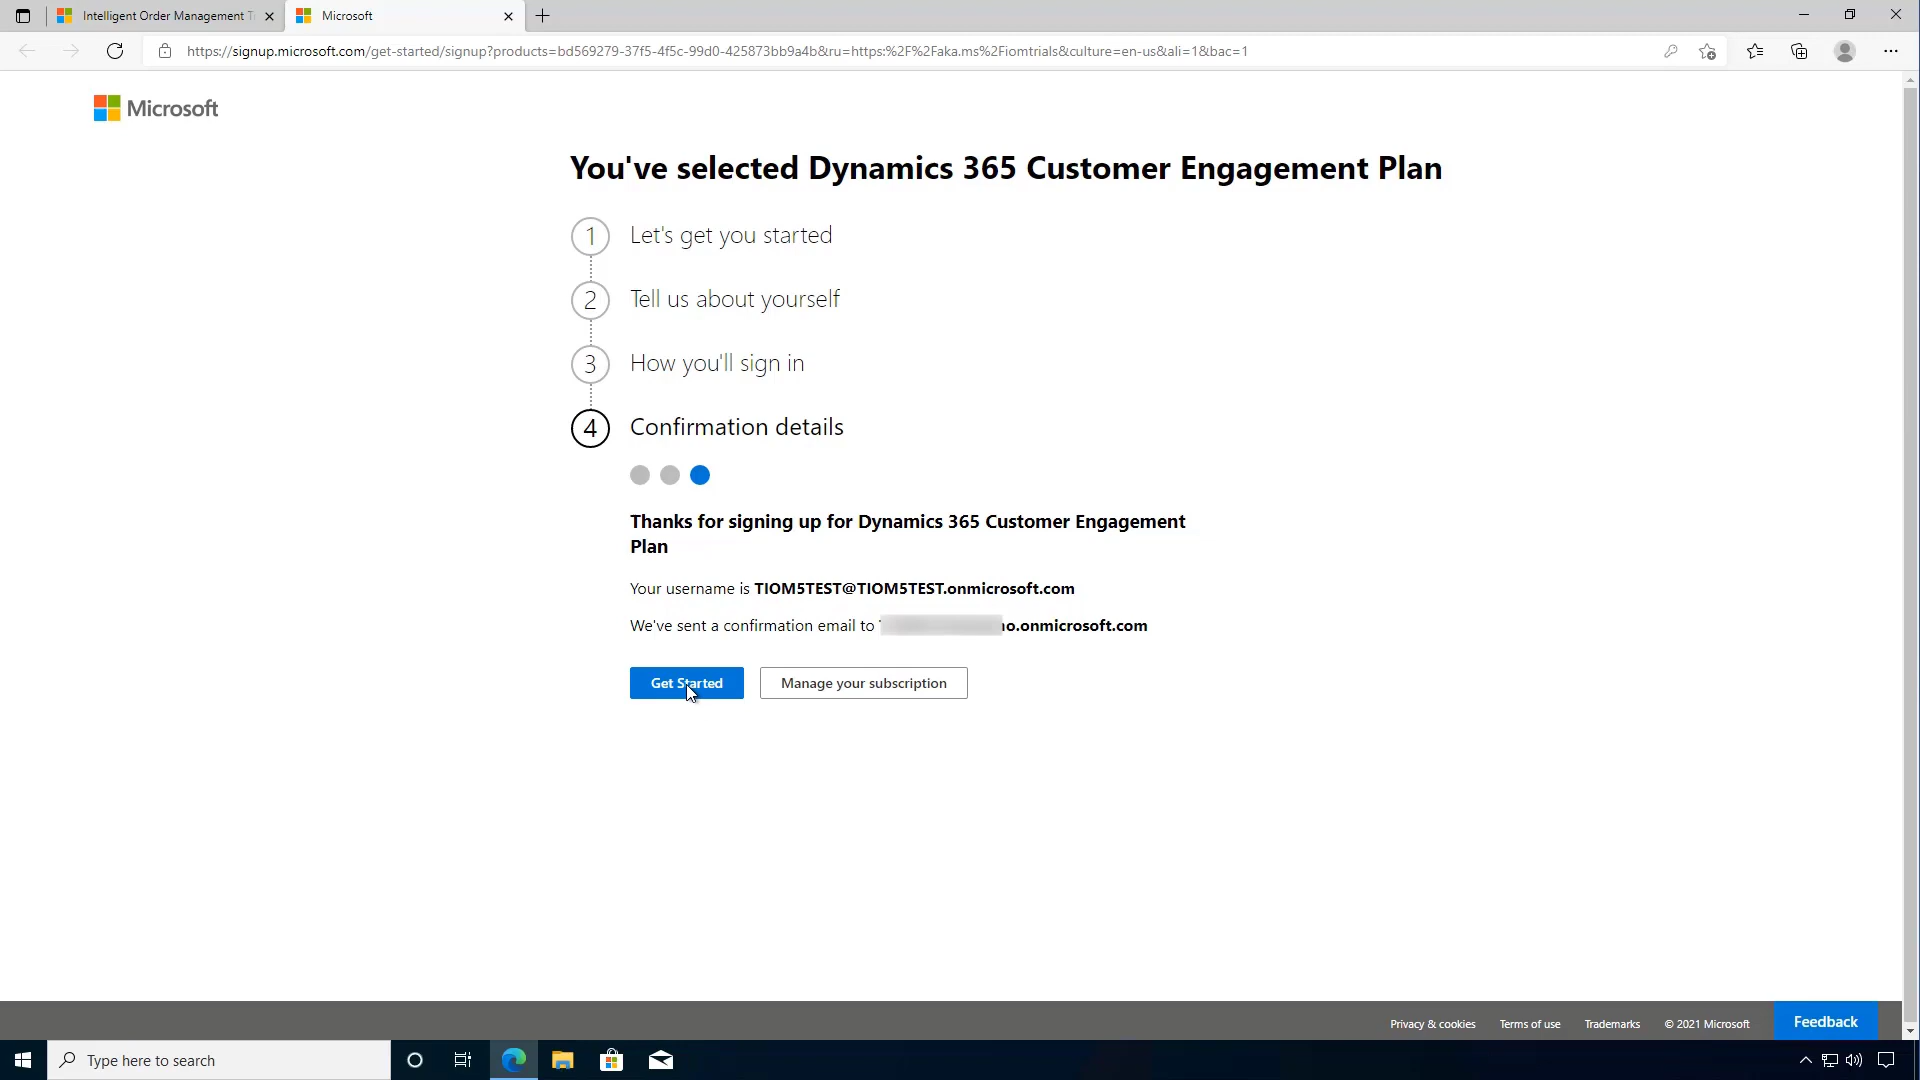 Intelligent Order Management T
Microsoft
https://signup.microsoft.com/get-started/signup?products=bd569279-37f5-4f5c-99d0-425873bb9a4b&ru=https:%2F%2Faka.ms%2Fiomtrials&culture=en-us&ali=1&bac=1
Microsoft
You've selected Dynamics 365 Customer Engagement Plan
1 Let's get you started
2 Tell us about yourself
3 How you'll sign in
4 Confirmation details
Thanks for signing up for Dynamics 365 Customer Engagement
Plan
Your username is TIOM5TEST@TIOM5TEST.onmicrosoft.com
We've sent a confirmation email to o.onmicrosoft.com
Get Started Manage your subscription
Privacy & cookies Terms of use Trademarks © 2021 Microsoft Feedback
Type here to search